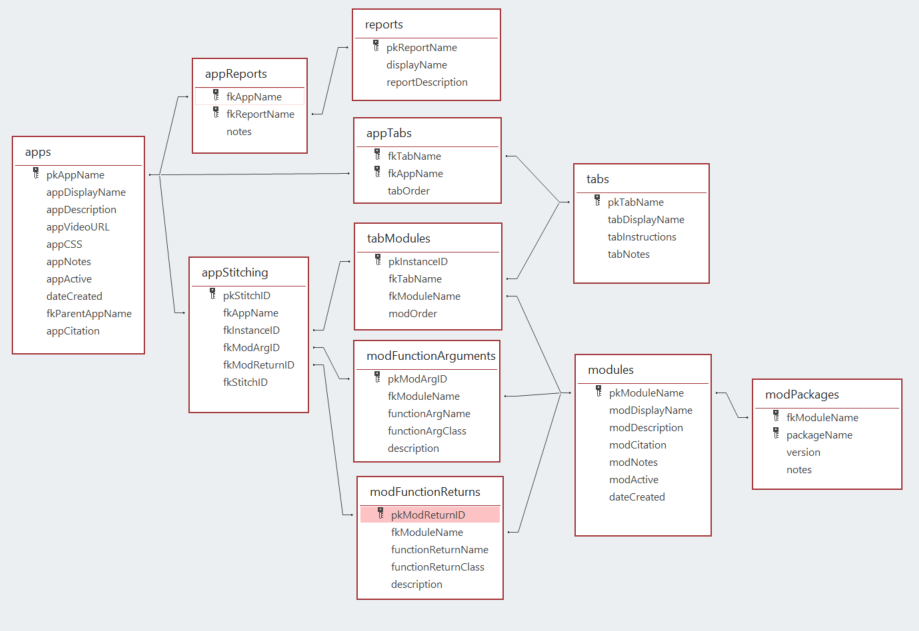 reports
pkReportName
displayName
reportDescription
appReports
fkAppName
fkReportName
notes
apps
pkAppName
appDisplayName
appDescription
appVideoURL
appCSS
appNotes
appActive
dateCreated
fkParentAppName
appCitation
appTabs
fkTabName
fkAppName
tabOrder
tabs
pkTabName
tabDisplayName
tabInstructions
tabNotes
tabModules
pkInstanceID
fkTabName
fkModuleName
modOrder
appStitching
pkStitchID
fkAppName
fkInstanceID
fkModArgID
fkModReturnID
fkStitchID
modFunctionArguments
pkModArgID
fkModuleName
functionArgName
functionArgClass
description
modules
pkModuleName
modDisplayName
modDescription
modCitation
modNotes
modActive
dateCreated
modPackages
fkModuleName
packageName
version
notes
modFunctionReturns
pkModReturnID
fkModuleName
functionReturnName
functionReturnClass
description